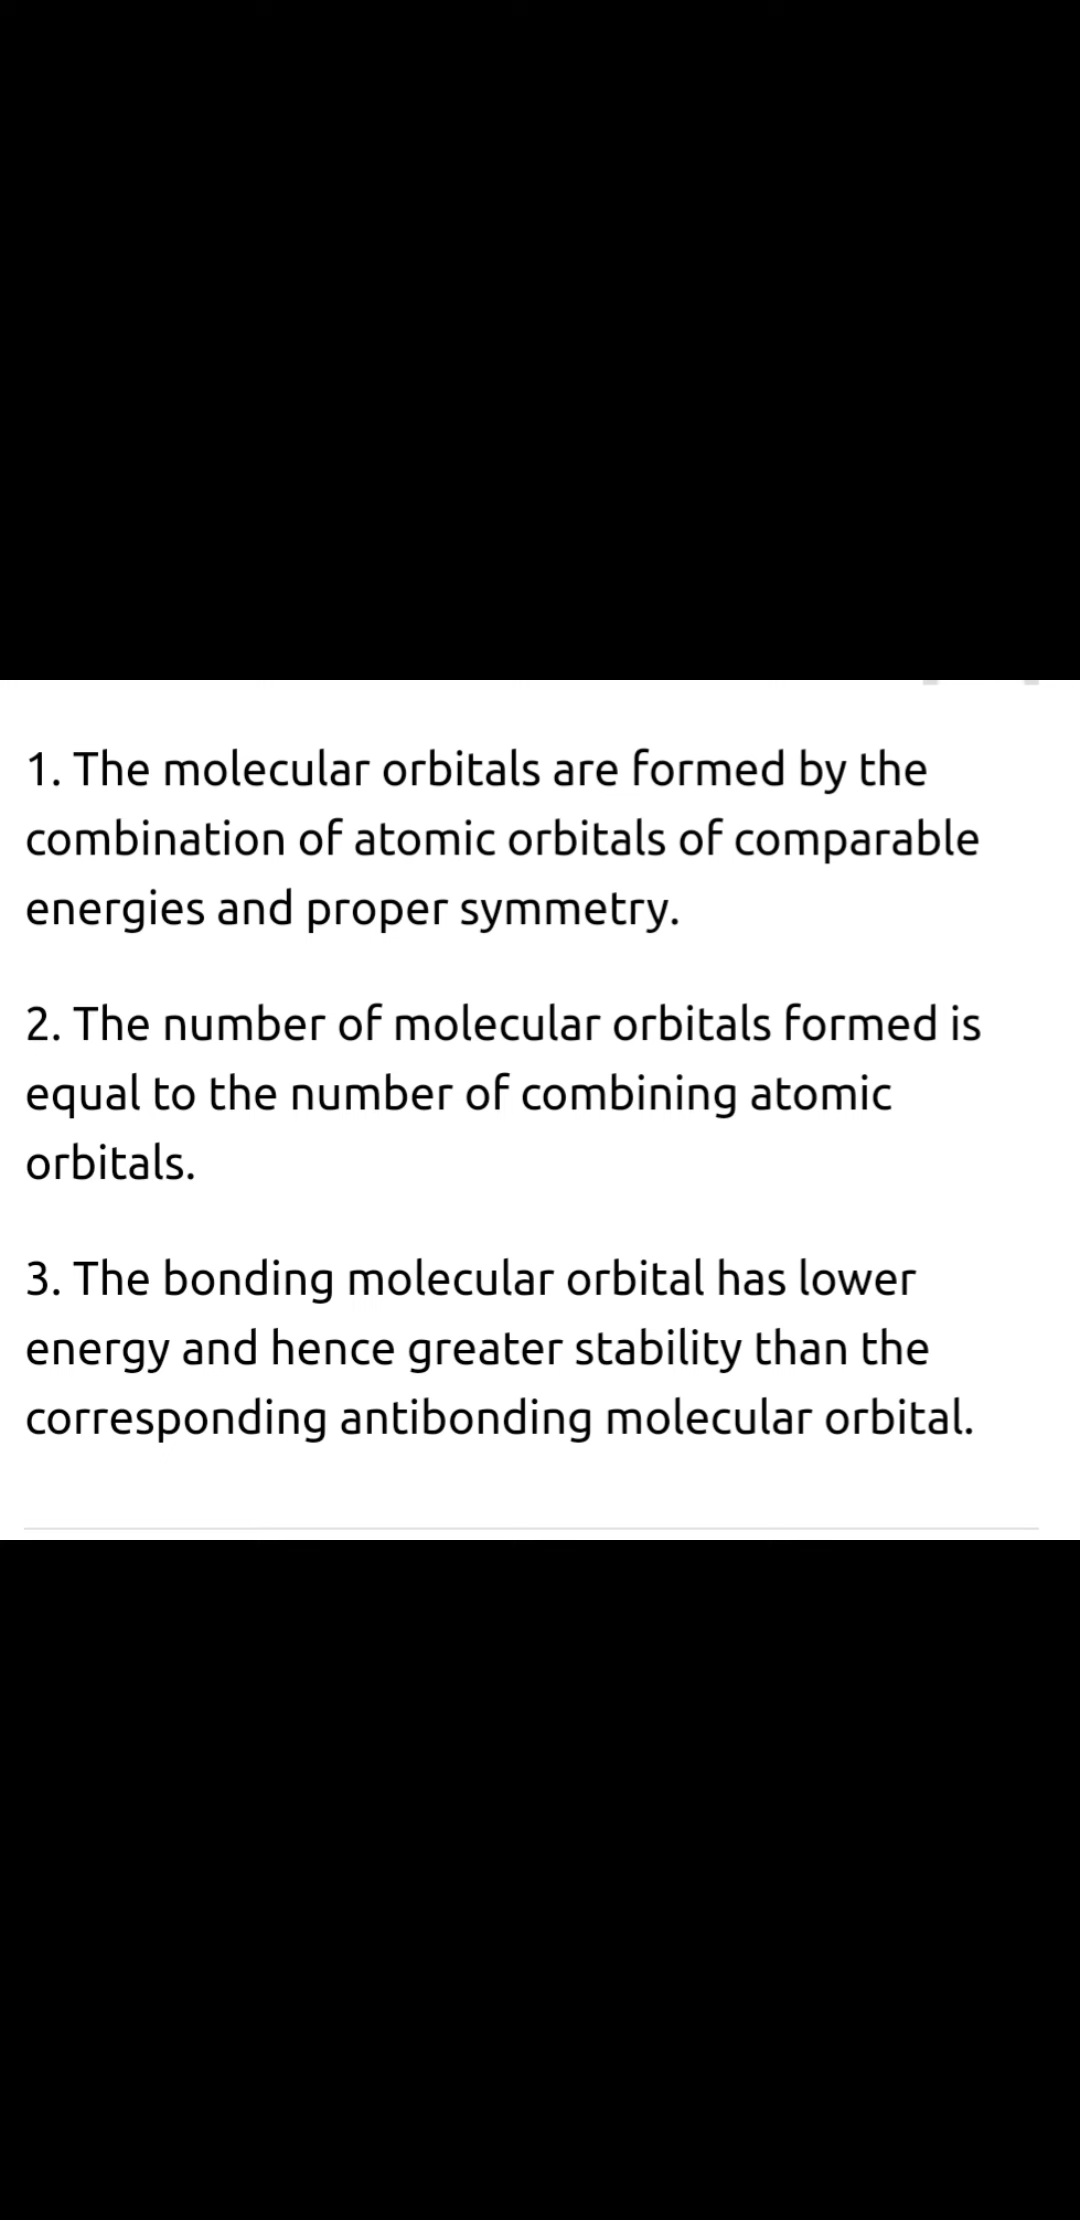 1. The molecular orbitals are formed by the
combination of atomic orbitals of comparable
energies and proper symmetry.
2. The number of molecular orbitals formed is
equal to the number of combining atomic
orbitals.
3. The bonding molecular orbital has lower
energy and hence greater stability than the
corresponding antibonding molecular orbital.